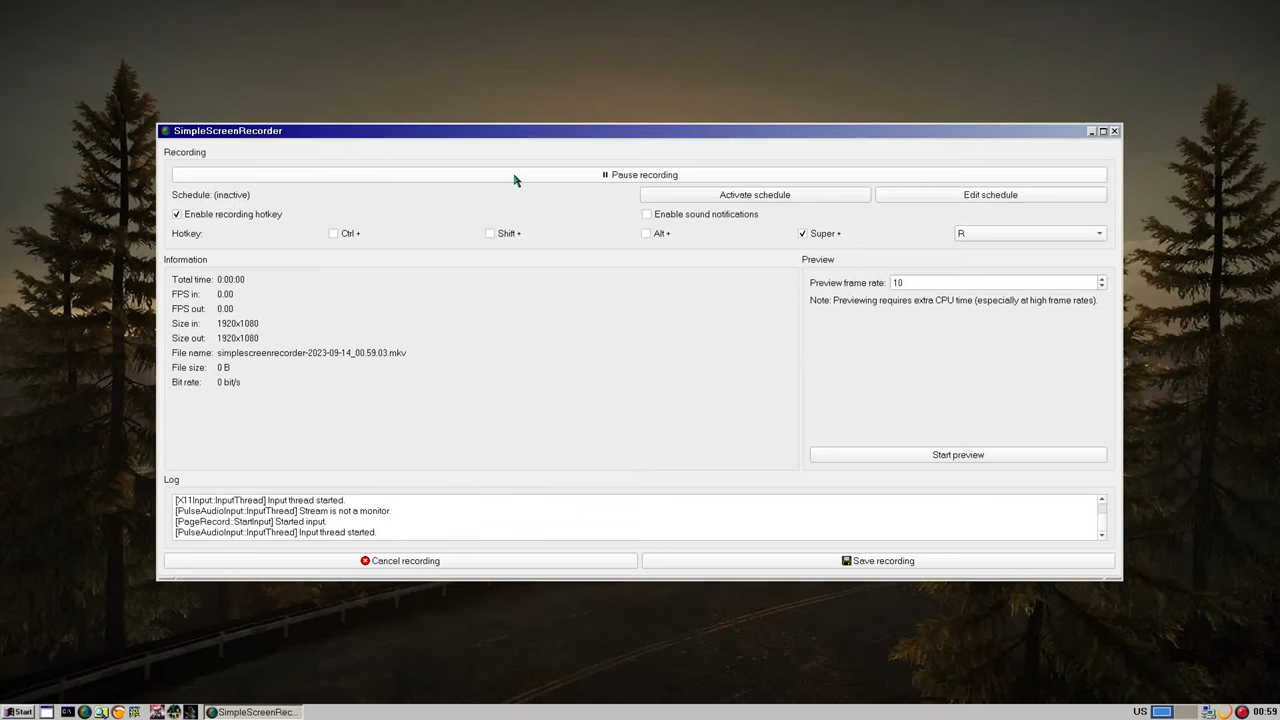 SimpleScreenRecorder
Recording
Pause recording
Schedule: (inactive)
Activate schedule
Edit schedule
Enable recording hotkey
Enable sound notifications
Hotkey:
Ctrl +
Shift +
Alt +
Super +
R
Information
Total time: 0:00:00
FPS in: 0.00
FPS out: 0.00
Size in: 1920x1080
Size out: 1920x1080
File name: simplescreenrecorder-2023-09-14_00.59.03.mkv
File size: 0 B
Bit rate: 0 bit/s
Preview
Preview frame rate: 10
Note: Previewing requires extra CPU time (especially at high frame rates).
Start preview
Log
[X11Input::InputThread] Input thread started.
[PulseAudioInput::InputThread] Stream is not a monitor.
[PageRecord::StartInput] Started input.
[PulseAudioInput::InputThread] Input thread started.
Cancel recording
Save recording
Start
SimpleScreenRec...
US
00:59